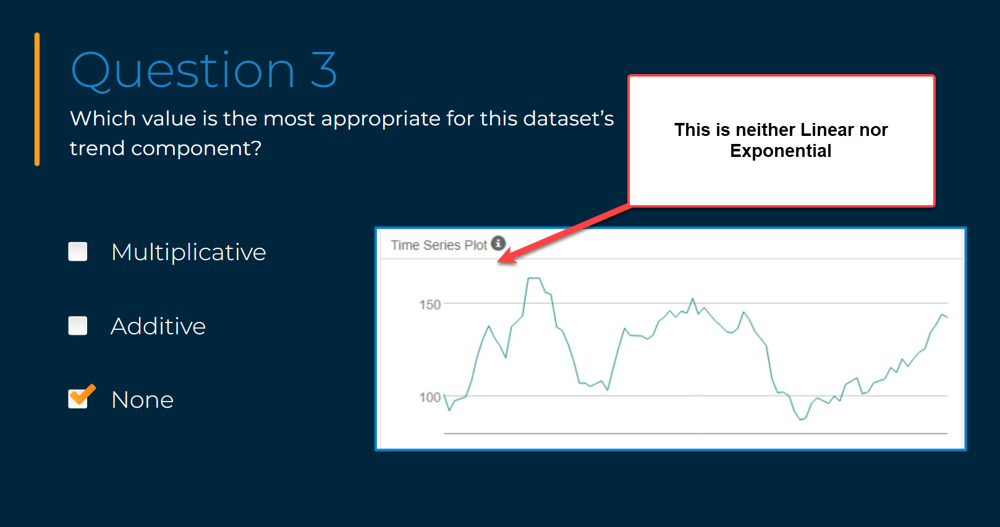 Question 3
Which value is the most appropriate for this dataset's
trend component?
This is neither Linear nor
Exponential
Multiplicative
Additive
None
Time Series Plot
150
100